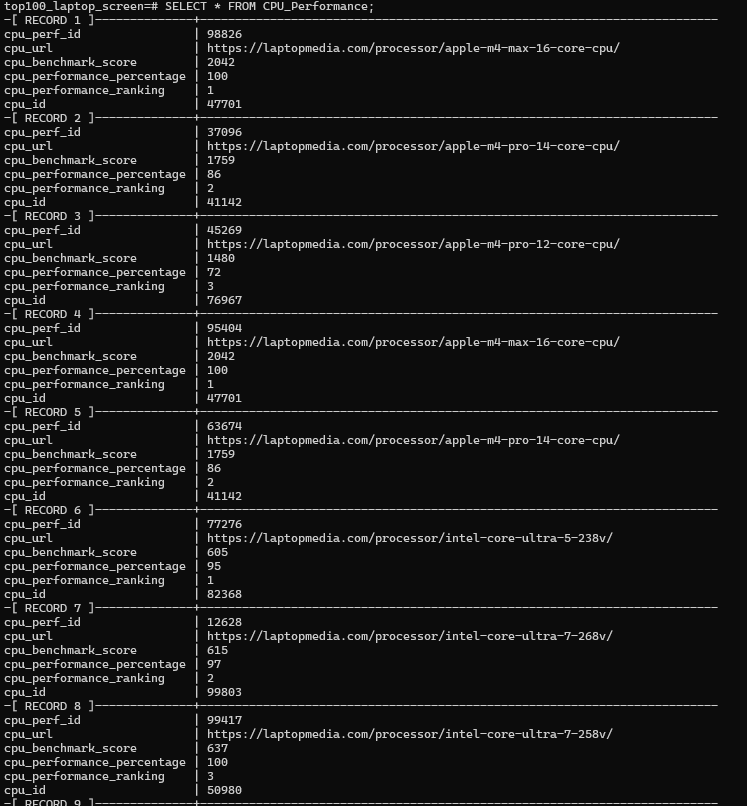 top100_laptop_screen=# SELECT * FROM CPU_Performance;
-[ RECORD 1 ]--------------+--------------------------------------------------------------------------
cpu_perf_id                | 98826
cpu_url                    | https://laptopmedia.com/processor/apple-m4-max-16-core-cpu/
cpu_benchmark_score        | 2042
cpu_performance_percentage | 100
cpu_performance_ranking    | 1
cpu_id                     | 47701
-[ RECORD 2 ]--------------+--------------------------------------------------------------------------
cpu_perf_id                | 37096
cpu_url                    | https://laptopmedia.com/processor/apple-m4-pro-14-core-cpu/
cpu_benchmark_score        | 1759
cpu_performance_percentage | 86
cpu_performance_ranking    | 2
cpu_id                     | 41142
-[ RECORD 3 ]--------------+--------------------------------------------------------------------------
cpu_perf_id                | 45269
cpu_url                    | https://laptopmedia.com/processor/apple-m4-pro-12-core-cpu/
cpu_benchmark_score        | 1480
cpu_performance_percentage | 72
cpu_performance_ranking    | 3
cpu_id                     | 76967
-[ RECORD 4 ]--------------+--------------------------------------------------------------------------
cpu_perf_id                | 95404
cpu_url                    | https://laptopmedia.com/processor/apple-m4-max-16-core-cpu/
cpu_benchmark_score        | 2042
cpu_performance_percentage | 100
cpu_performance_ranking    | 1
cpu_id                     | 47701
-[ RECORD 5 ]--------------+--------------------------------------------------------------------------
cpu_perf_id                | 63674
cpu_url                    | https://laptopmedia.com/processor/apple-m4-pro-14-core-cpu/
cpu_benchmark_score        | 1759
cpu_performance_percentage | 86
cpu_performance_ranking    | 2
cpu_id                     | 41142
-[ RECORD 6 ]--------------+--------------------------------------------------------------------------
cpu_perf_id                | 77276
cpu_url                    | https://laptopmedia.com/processor/intel-core-ultra-5-238v/
cpu_benchmark_score        | 605
cpu_performance_percentage | 95
cpu_performance_ranking    | 1
cpu_id                     | 82368
-[ RECORD 7 ]--------------+--------------------------------------------------------------------------
cpu_perf_id                | 12628
cpu_url                    | https://laptopmedia.com/processor/intel-core-ultra-7-268v/
cpu_benchmark_score        | 615
cpu_performance_percentage | 97
cpu_performance_ranking    | 2
cpu_id                     | 99803
-[ RECORD 8 ]--------------+--------------------------------------------------------------------------
cpu_perf_id                | 99417
cpu_url                    | https://laptopmedia.com/processor/intel-core-ultra-7-258v/
cpu_benchmark_score        | 637
cpu_performance_percentage | 100
cpu_performance_ranking    | 3
cpu_id                     | 50980
-[ RECORD 9 ]--------------+--------------------------------------------------------------------------